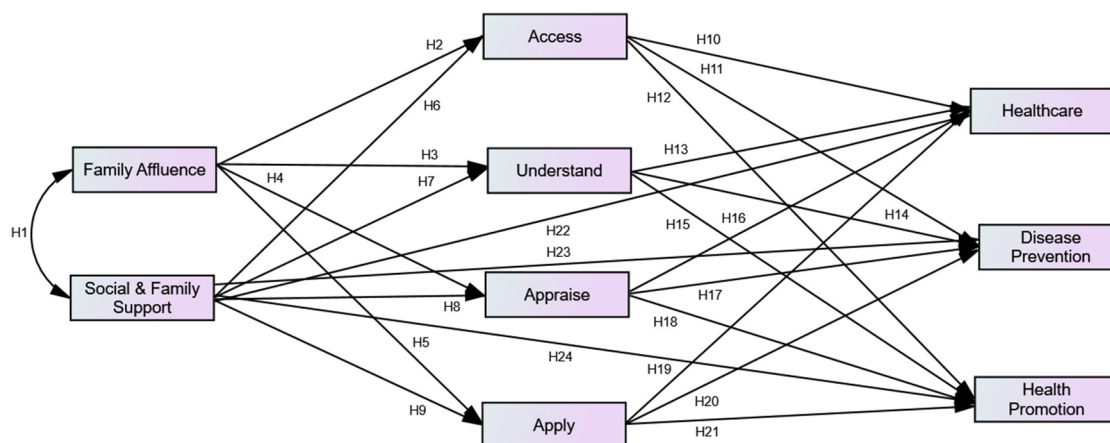 Access
H2
H10
H11
H6
H12
Healthcare
Family Affluence
H3
Understand
H13
H4
H7
H1
H22
H15
H16
H14
H23
Disease
Prevention
Social & Family
Support
H8
Appraise
H17
H18
H5
H24
H19
H9
Apply
H20
H21
Health
Promotion